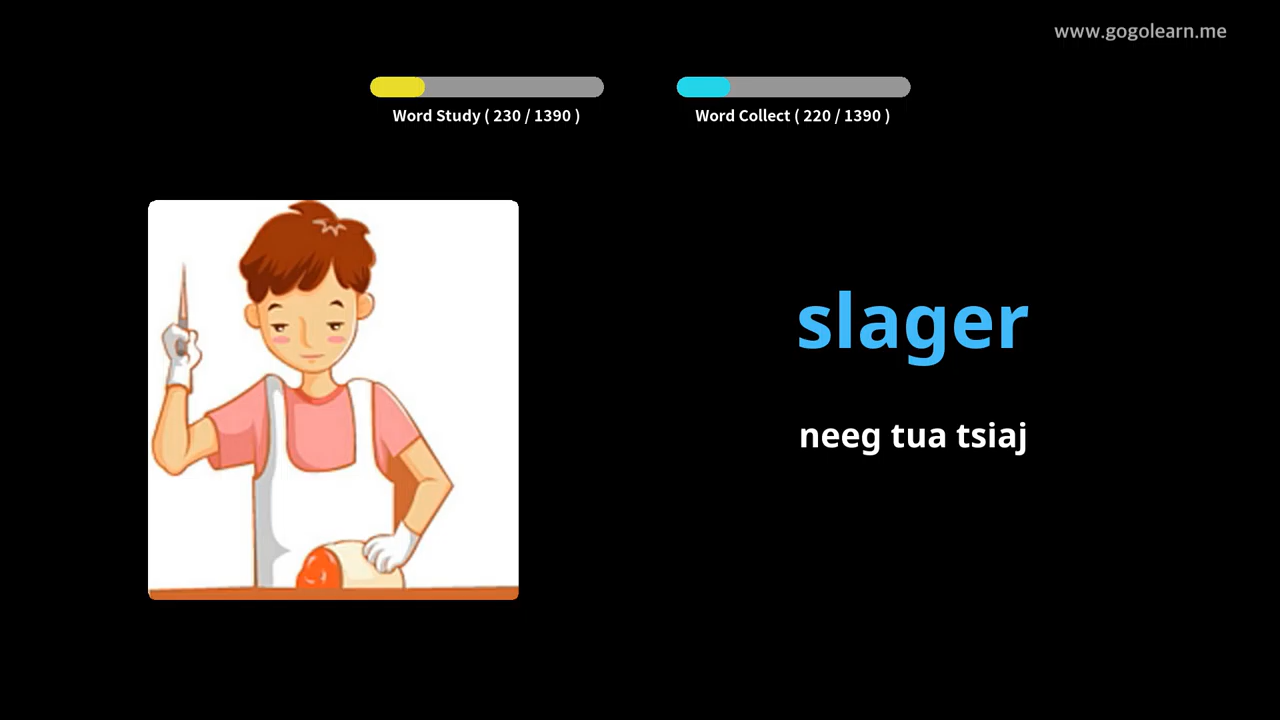 www.gogolearn.me
Word Study ( 230 / 1390 )
Word Collect ( 220 / 1390 )
slager
neeg tua tsiaj